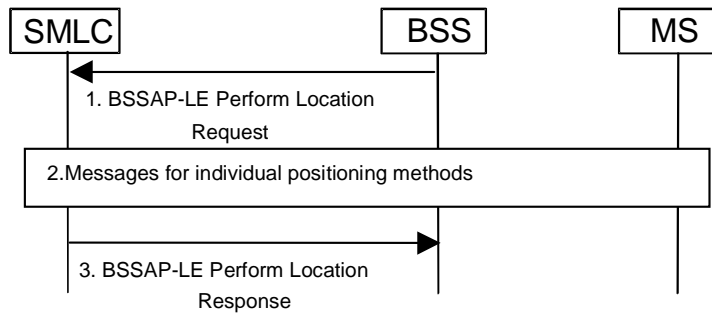 SMLC
BSS
MS
1. BSSAP-LE Perform Location
Request
2.Messages for individual positioning methods
3. BSSAP-LE Perform Location
Response